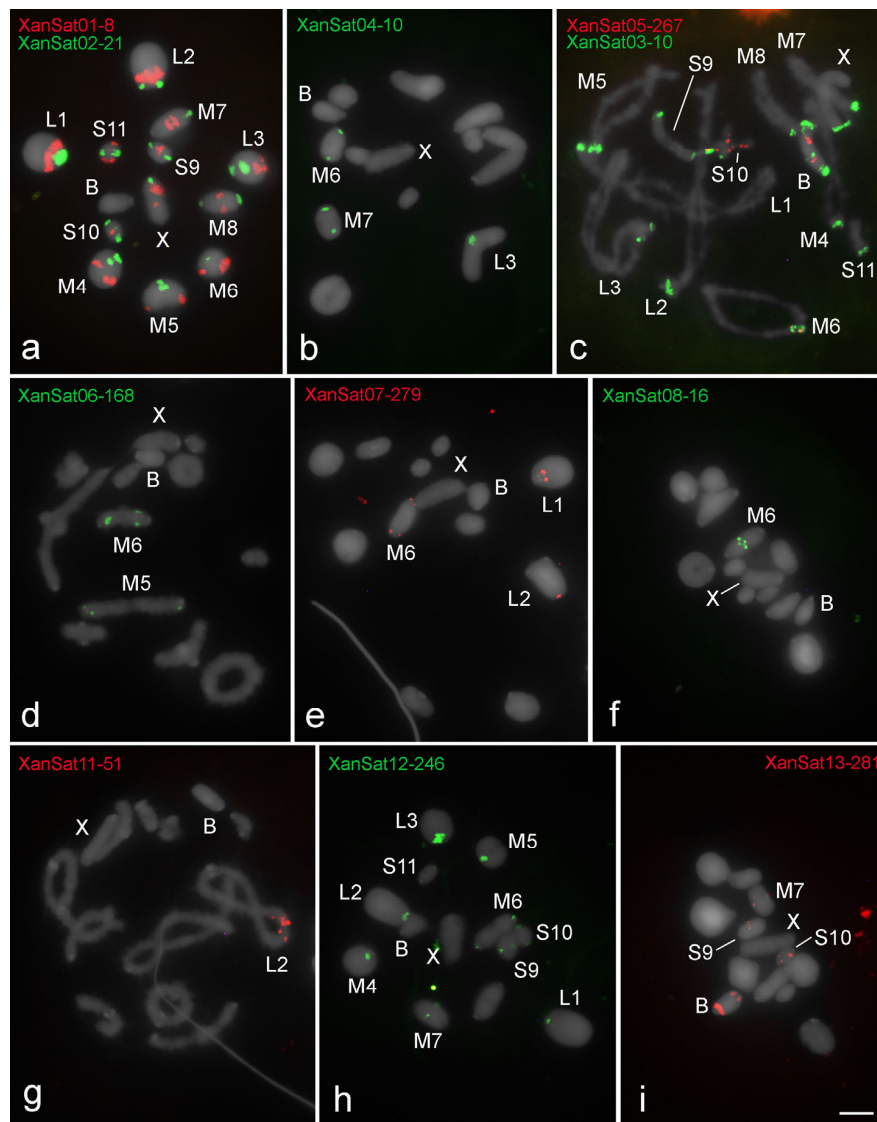 XanSat01-8
XanSat02-21
L2
M7
L1
S11
L3
S9
B
M8
S10
X
M4
M6
M5
a
XanSat04-10
B
X
M6
M7
L3
b
XanSat05-267
XanSat03-10
M7
M8
X
S9
M5
S10
B
L1
M4
S11
L3
L2
M6
c
XanSat06-168
X
B
M6
M5
d
XanSat07-279
X
B
L1
M6
L2
e
XanSat08-16
M6
X
B
f
XanSat11-51
X
B
L2
g
XanSat12-246
L3
M5
S11
L2
M6
S10
B
X
S9
M4
L1
M7
h
XanSat13-281
M7
X
S9
S10
B
i